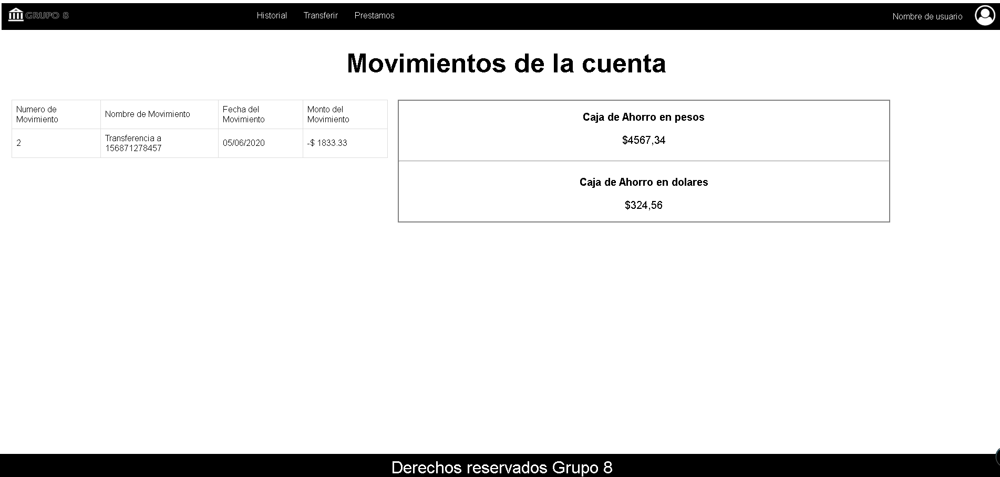 GRUPO 8
Historial Transferir Prestamos
Nombre de usuario
Movimientos de la cuenta
Numero de
Movimiento
Nombre de Movimiento
Fecha del
Movimiento
Monto del
Movimiento
2
Transferencia a
156871278457
05/06/2020
-$ 1833.33
Caja de Ahorro en pesos
$4567,34
Caja de Ahorro en dolares
$324,56
Derechos reservados Grupo 8